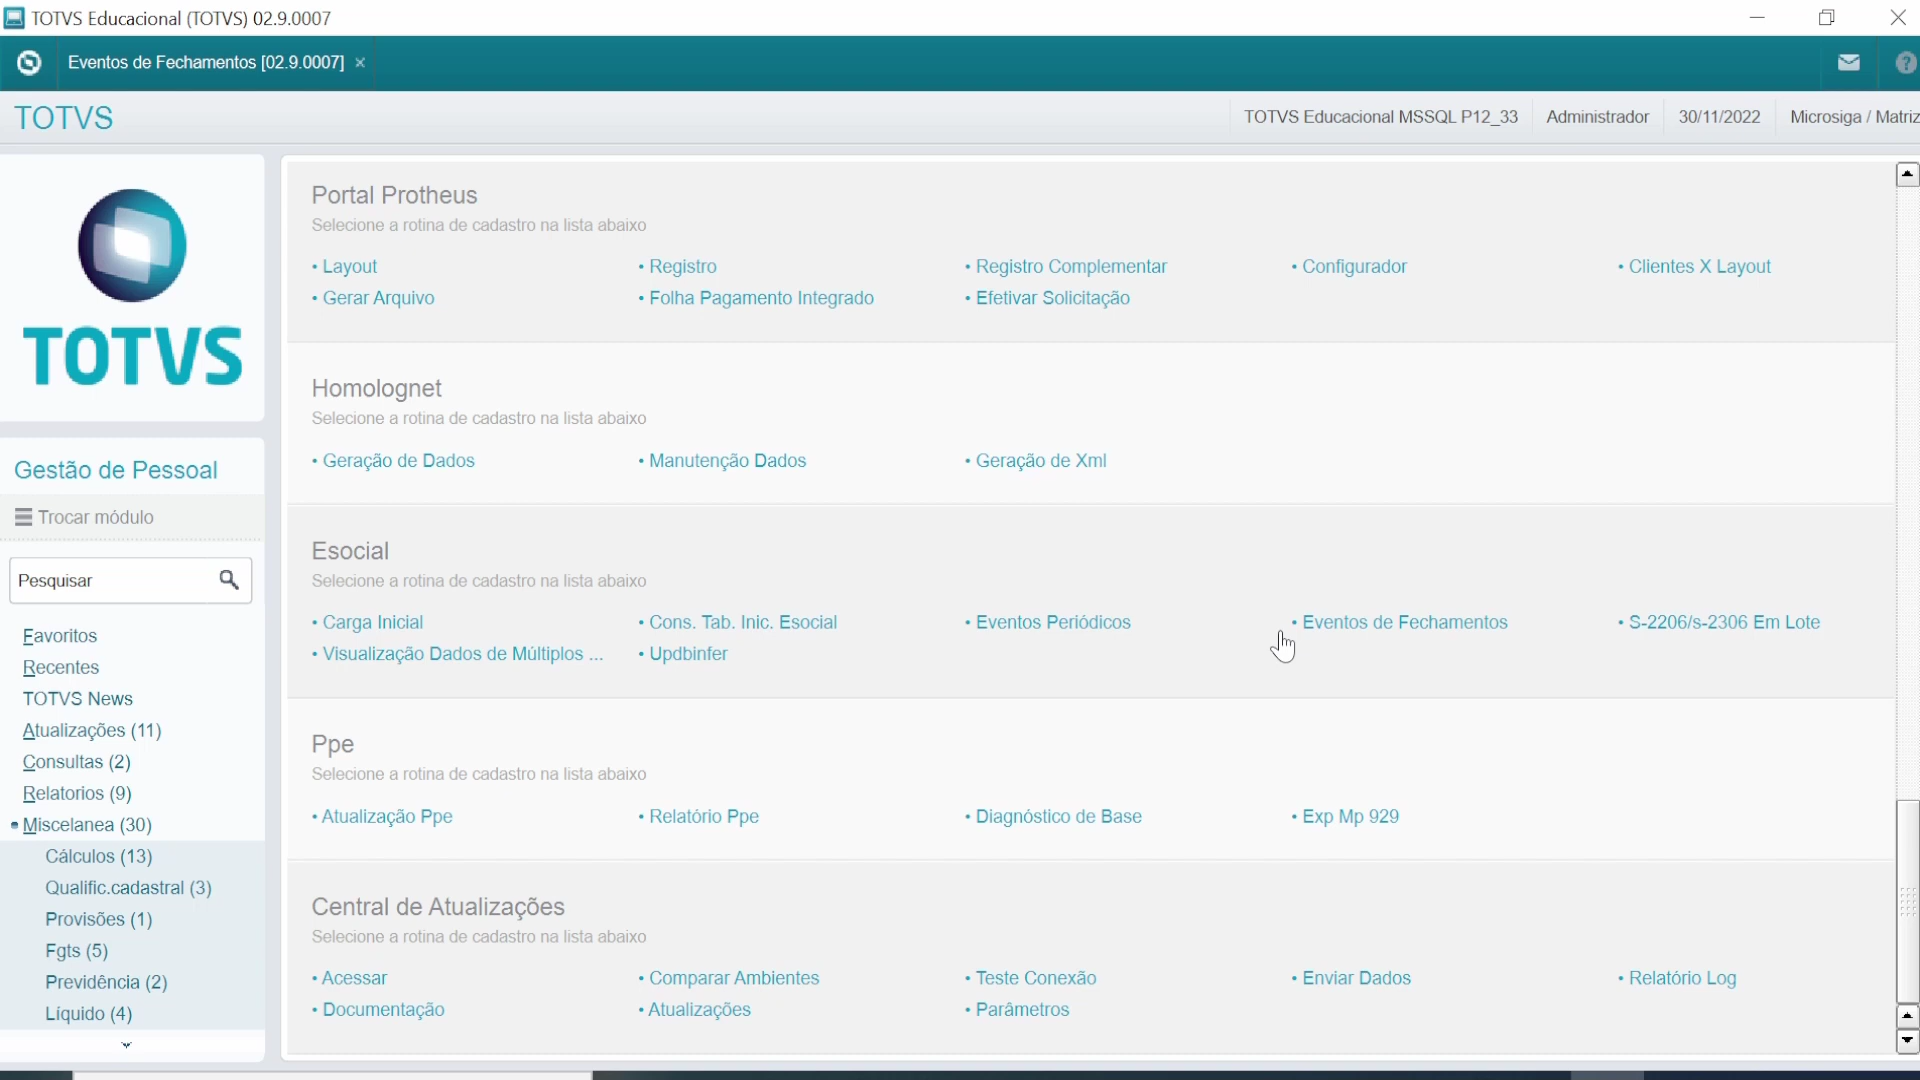 TOTVS Educacional (TOTVS) 02.9.0007
Eventos de Fechamentos [02.9.0007] ×
TOTVS
TOTVS Educacional MSSQL P12_33 Administrador 30/11/2022 Microsiga / Matriz
TOTVS
Gestão de Pessoal
Trocar módulo
Pesquisar
Favoritos
Recentes
TOTVS News
Atualizações (11)
Consultas (2)
Relatorios (9)
• Miscelanea (30)
Cálculos (13)
Qualific.cadastral (3)
Provisões (1)
Fgts (5)
Previdência (2)
Líquido (4)
Portal Protheus
Selecione a rotina de cadastro na lista abaixo
• Layout • Registro • Registro Complementar • Configurador • Clientes X Layout
• Gerar Arquivo • Folha Pagamento Integrado • Efetivar Solicitação
Homolognet
Selecione a rotina de cadastro na lista abaixo
• Geração de Dados • Manutenção Dados • Geração de Xml
Esocial
Selecione a rotina de cadastro na lista abaixo
• Carga Inicial • Cons. Tab. Inic. Esocial • Eventos Periódicos • Eventos de Fechamentos • S-2206/s-2306 Em Lote
• Visualização Dados de Múltiplos ... • Updbinfer
Ppe
Selecione a rotina de cadastro na lista abaixo
• Atualização Ppe • Relatório Ppe • Diagnóstico de Base • Exp Mp 929
Central de Atualizações
Selecione a rotina de cadastro na lista abaixo
• Acessar • Comparar Ambientes • Teste Conexão • Enviar Dados • Relatório Log
• Documentação • Atualizações • Parâmetros